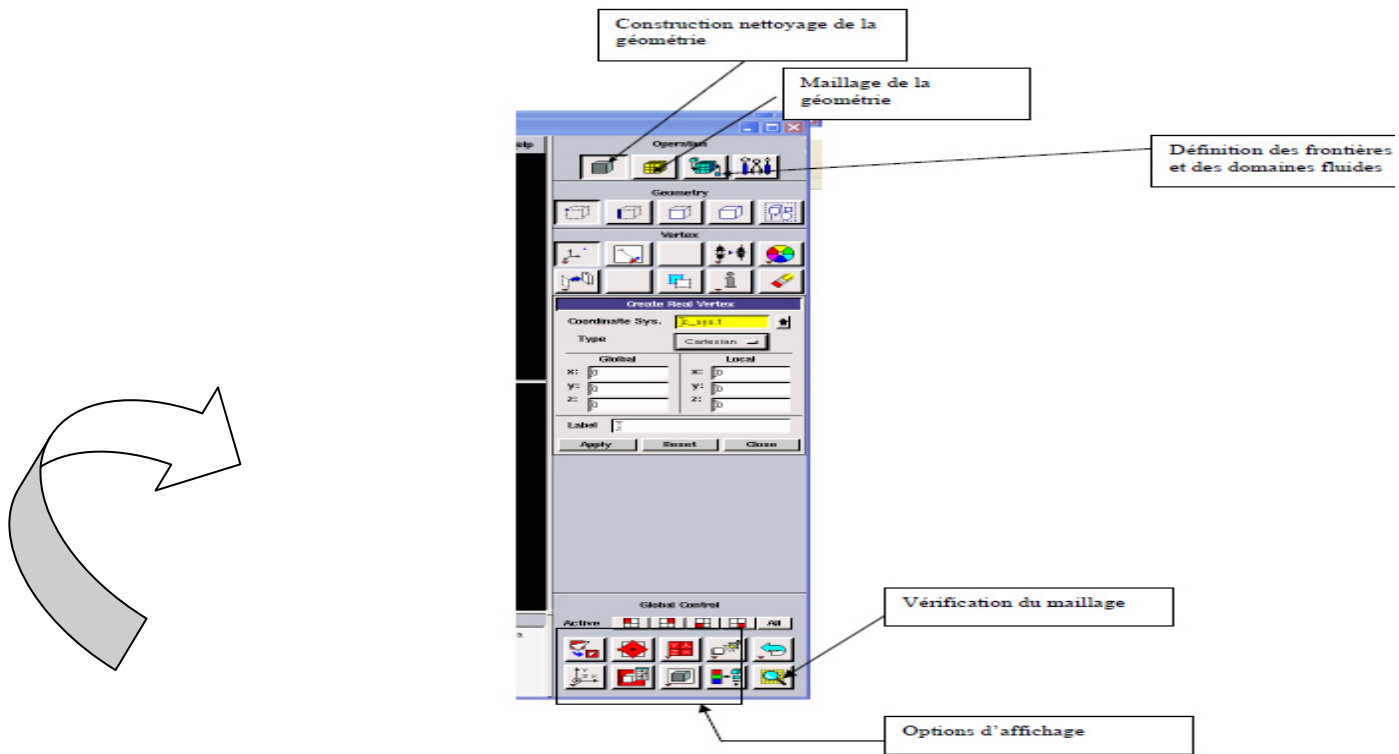 Construction nettoyage de la
géométrie
Maillage de la
géométrie
Définition des frontières
et des domaines fluides
Operation
Geometry
Vertex
Create Real Vertex
Coordinate Sys. c_sys.1
Type Cartesian
Global Local
x: 0 x: 0
y: 0 y: 0
z: 0 z: 0
Label
Apply Reset Close
Global Control
Active All
Vérification du maillage
Options d’affichage